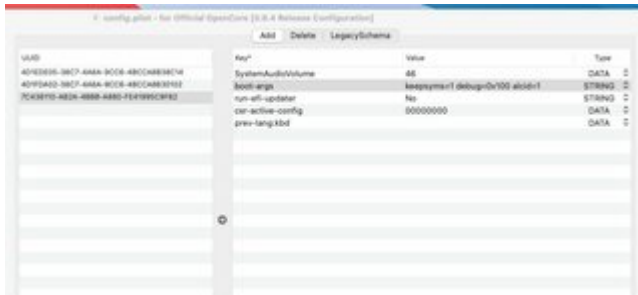 config.plist - for Official OpenCore [0.8.4 Release Configuration]
Add Delete LegacySchema
UUID
Key* Value Type
SystemAudioVolume 46 DATA
boot-args keepsyms=1 debug=0x100 alcid=1 STRING
run-efi-updater No STRING
csr-active-config 00000000 DATA
prev-lang:kbd DATA